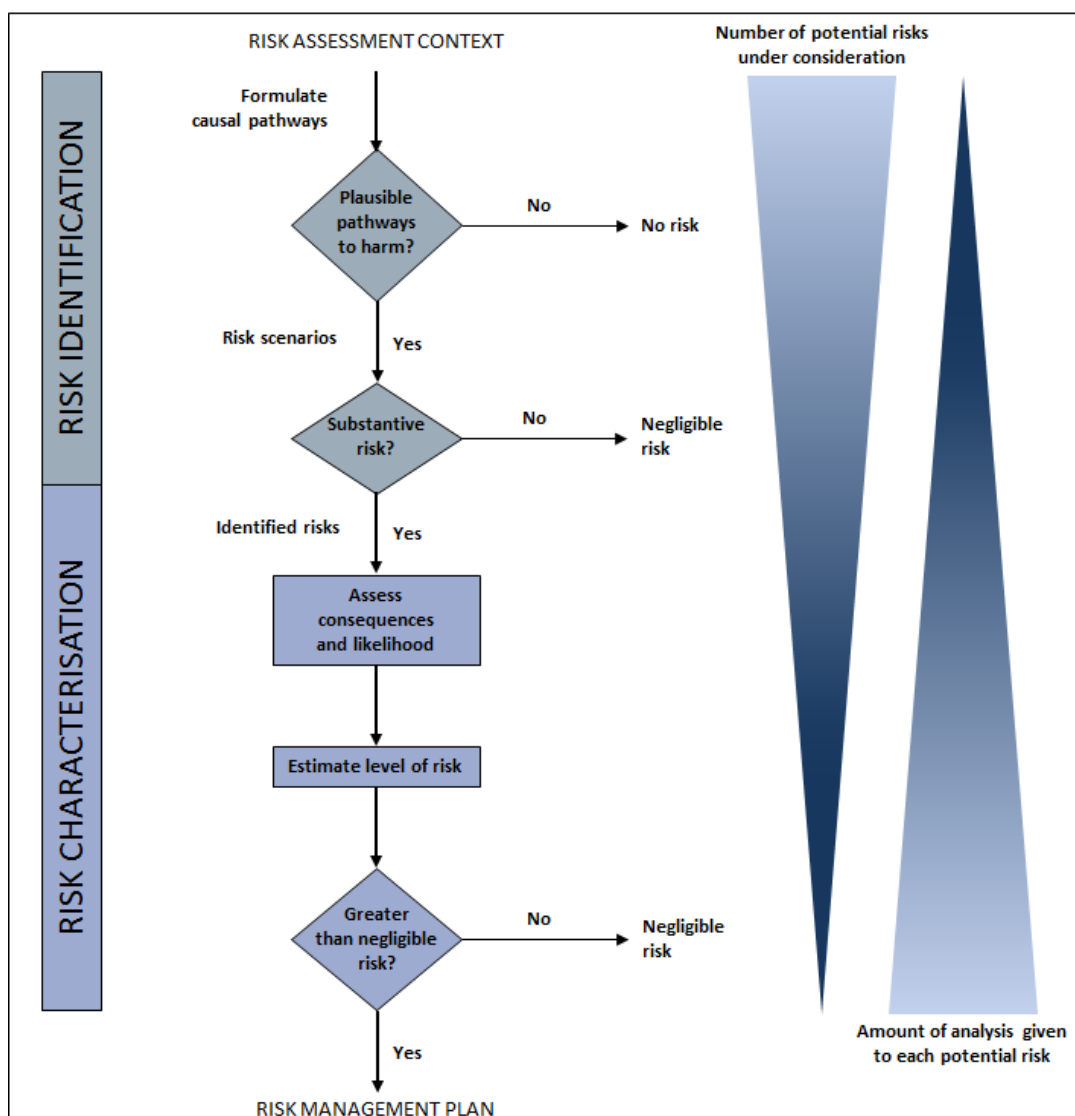 RISK ASSESSMENT CONTEXT
Number of potential risks
under consideration
RISK IDENTIFICATION
Formulate
causal pathways
Plausible
pathways
to harm?
No
No risk
Risk scenarios
Yes
Substantive
risk?
No
Negligible
risk
RISK CHARACTERISATION
Identified risks
Yes
Assess
consequences
and likelihood
Estimate level of risk
Greater
than negligible
risk?
No
Negligible
risk
Yes
RISK MANAGEMENT PLAN
Amount of analysis given
to each potential risk